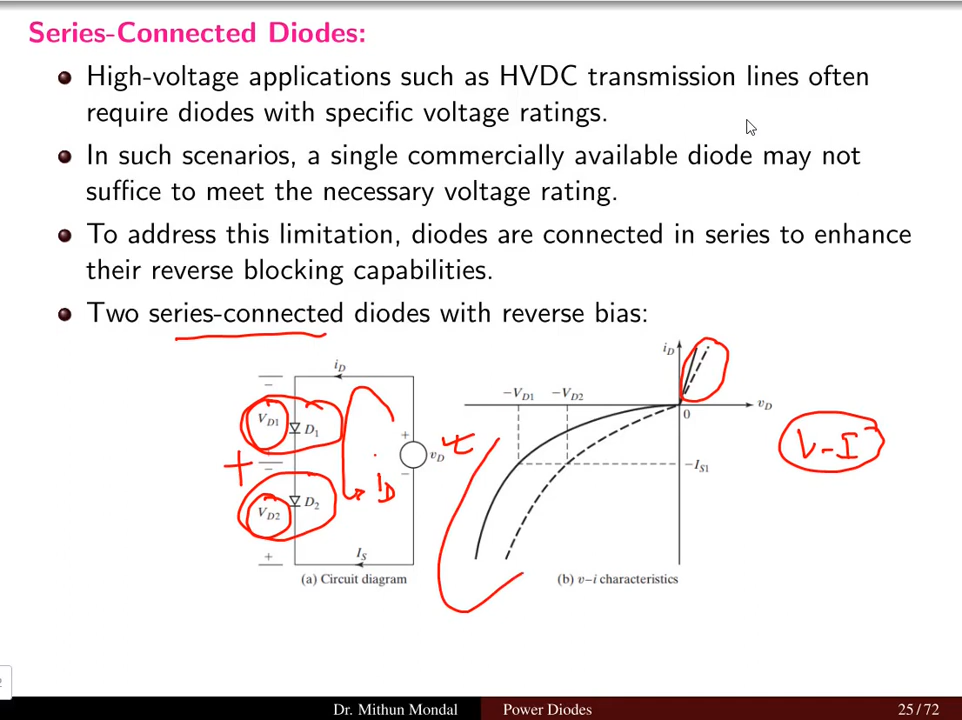 Series-Connected Diodes:
High-voltage applications such as HVDC transmission lines often
require diodes with specific voltage ratings.
In such scenarios, a single commercially available diode may not
suffice to meet the necessary voltage rating.
To address this limitation, diodes are connected in series to enhance
their reverse blocking capabilities.
Two series-connected diodes with reverse bias:
iD
−
−
VD1
D1
+
−
+
VD2
D2
+
IS
+
vD
−
iD
(a) Circuit diagram
iD
−VD1 −VD2
0
vD
−IS1
V-I
(b) v–i characteristics
2
Dr. Mithun Mondal
Power Diodes
25 / 72